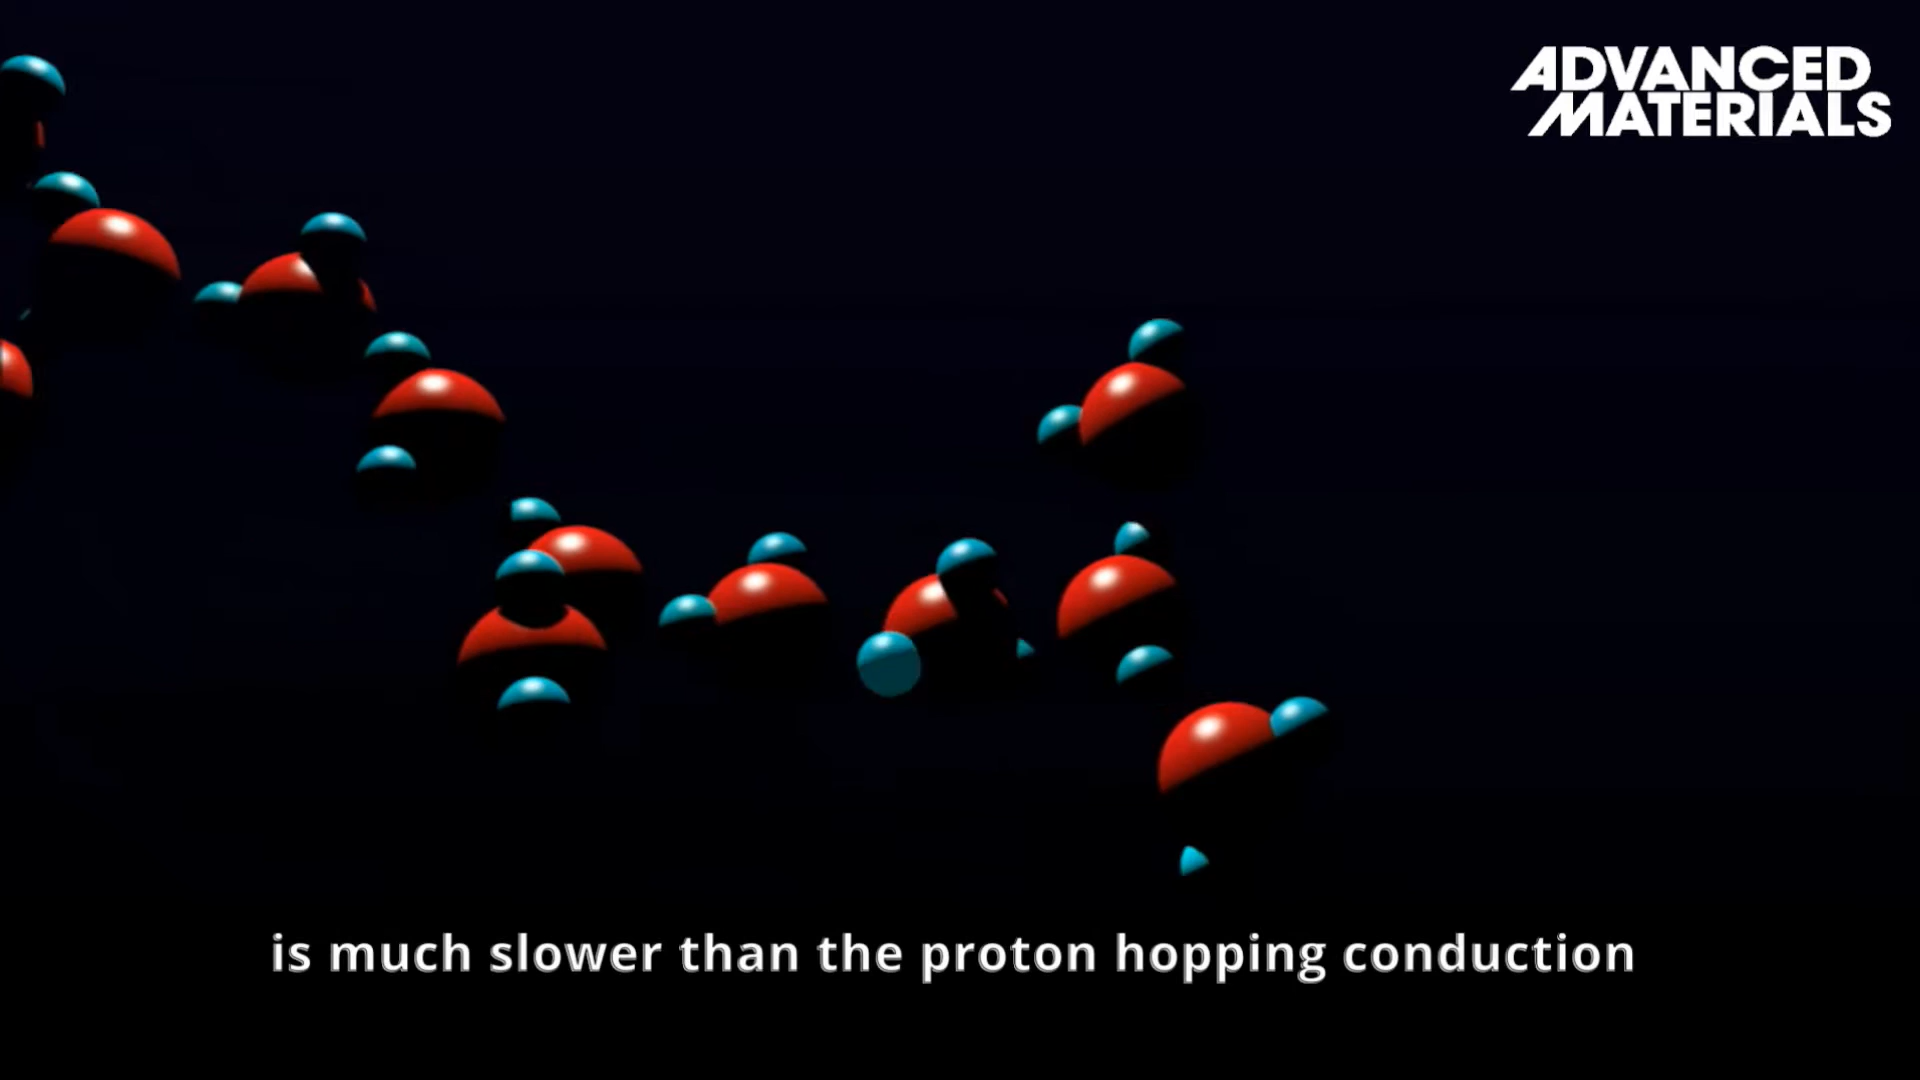 ADVANCED
MATERIALS
is much slower than the proton hopping conduction